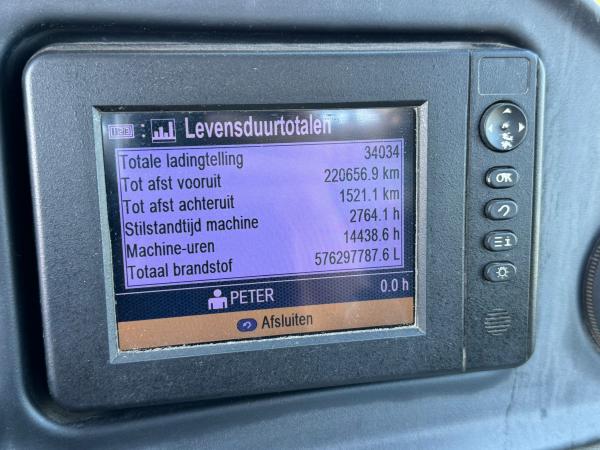 123 : Levensduurtotalen
Totale ladingtelling 34034
Tot afst vooruit 220656.9 km
Tot afst achteruit 1521.1 km
Stilstandtijd machine 2764.1 h
Machine-uren 14438.6 h
Totaal brandstof 576297787.6 L
PETER 0.0 h
Afsluiten
OK
i